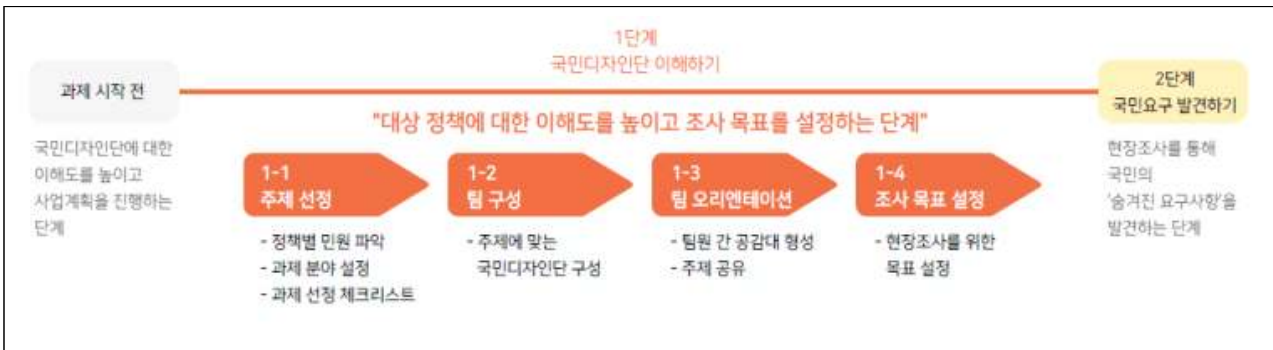 1단계
국민디자인단 이해하기
과제 시작 전
2단계
국민요구 발견하기
"대상 정책에 대한 이해도를 높이고 조사 목표를 설정하는 단계"
국민디자인단에 대한
이해도를 높이고
사업계획을 진행하는
단계
1-1
주제 선정
- 정책별 민원 파악
- 과제 분야 설정
- 과제 선정 체크리스트
1-2
팀 구성
- 주제에 맞는
국민디자인단 구성
1-3
팀 오리엔테이션
- 팀원 간 공감대 형성
- 주제 공유
1-4
조사 목표 설정
- 현장조사를 위한
목표 설정
현장조사를 통해
국민의
'숨겨진 요구사항'을
발견하는 단계